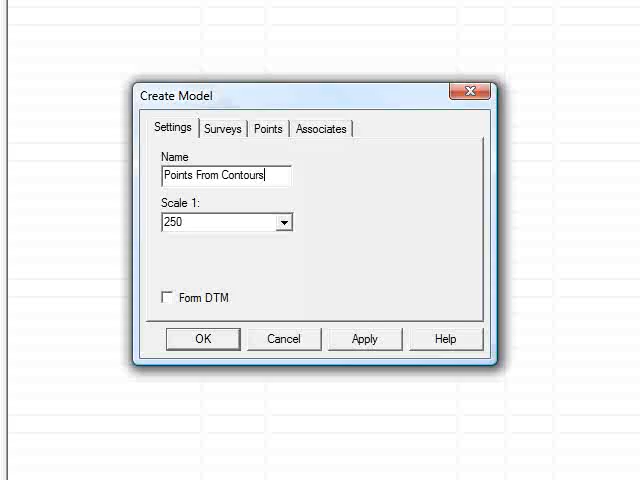 Create Model
Settings Surveys Points Associates
Name
Points From Contours
Scale 1:
250
Form DTM
OK Cancel Apply Help